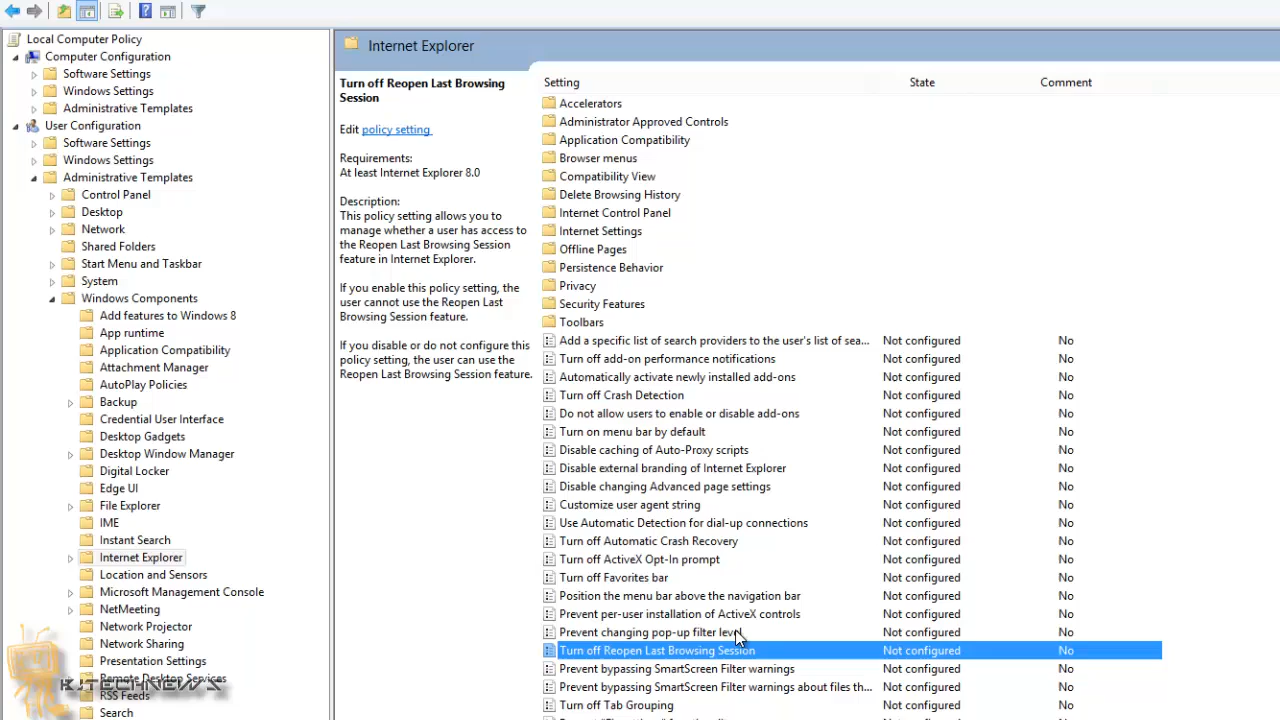 Local Computer Policy
Computer Configuration
Software Settings
Windows Settings
Administrative Templates
User Configuration
Software Settings
Windows Settings
Administrative Templates
Control Panel
Desktop
Network
Shared Folders
Start Menu and Taskbar
System
Windows Components
Add features to Windows 8
App runtime
Application Compatibility
Attachment Manager
AutoPlay Policies
Backup
Credential User Interface
Desktop Gadgets
Desktop Window Manager
Digital Locker
Edge UI
File Explorer
IME
Instant Search
Internet Explorer
Location and Sensors
Microsoft Management Console
NetMeeting
Network Projector
Network Sharing
Presentation Settings
Remote Desktop Services
RSS Feeds
Search
KJTECHNEWS
Internet Explorer
Turn off Reopen Last Browsing
Session
Edit policy setting
Requirements:
At least Internet Explorer 8.0
Description:
This policy setting allows you to
manage whether a user has access to
the Reopen Last Browsing Session
feature in Internet Explorer.
If you enable this policy setting, the
user cannot use the Reopen Last
Browsing Session feature.
If you disable or do not configure this
policy setting, the user can use the
Reopen Last Browsing Session feature.
Setting State Comment
Accelerators
Administrator Approved Controls
Application Compatibility
Browser menus
Compatibility View
Delete Browsing History
Internet Control Panel
Internet Settings
Offline Pages
Persistence Behavior
Privacy
Security Features
Toolbars
Add a specific list of search providers to the user's list of sea... Not configured No
Turn off add-on performance notifications Not configured No
Automatically activate newly installed add-ons Not configured No
Turn off Crash Detection Not configured No
Do not allow users to enable or disable add-ons Not configured No
Turn on menu bar by default Not configured No
Disable caching of Auto-Proxy scripts Not configured No
Disable external branding of Internet Explorer Not configured No
Disable changing Advanced page settings Not configured No
Customize user agent string Not configured No
Use Automatic Detection for dial-up connections Not configured No
Turn off Automatic Crash Recovery Not configured No
Turn off ActiveX Opt-In prompt Not configured No
Turn off Favorites bar Not configured No
Position the menu bar above the navigation bar Not configured No
Prevent per-user installation of ActiveX controls Not configured No
Prevent changing pop-up filter level Not configured No
Turn off Reopen Last Browsing Session Not configured No
Prevent bypassing SmartScreen Filter warnings Not configured No
Prevent bypassing SmartScreen Filter warnings about files th... Not configured No
Turn off Tab Grouping Not configured No